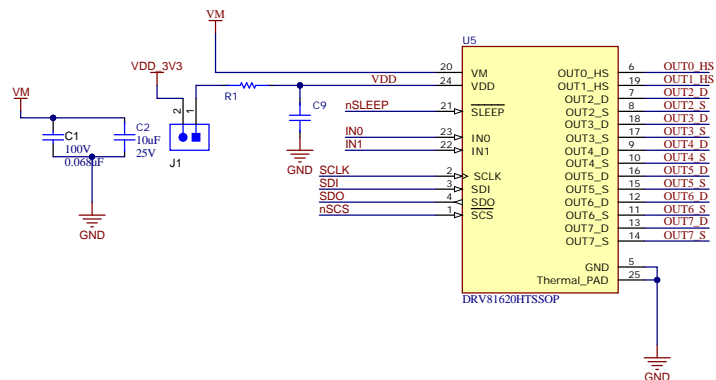 VM
U5
VDD_3V3
20 VM OUT0_HS 6 OUT0_HS
VDD 24 VDD OUT1_HS 19 OUT1_HS
OUT2_D 7 OUT2_D
R1
VM
2 1
C9
nSLEEP 21 SLEEP OUT2_S 8 OUT2_S
OUT3_D 18 OUT3_D
IN0 23 IN0 OUT3_S 17 OUT3_S
IN1 22 IN1 OUT4_D 9 OUT4_D
OUT4_S 10 OUT4_S
SCLK 2 SCLK OUT5_D 16 OUT5_D
SDI 3 SDI OUT5_S 15 OUT5_S
SDO 4 SDO OUT6_D 12 OUT6_D
nSCS 1 SCS OUT6_S 11 OUT6_S
OUT7_D 13 OUT7_D
OUT7_S 14 OUT7_S
C1
100V
0.068uF
C2
10uF
25V
J1
GND
GND
GND 5
Thermal_PAD 25
DRV81620HTSSOP
GND